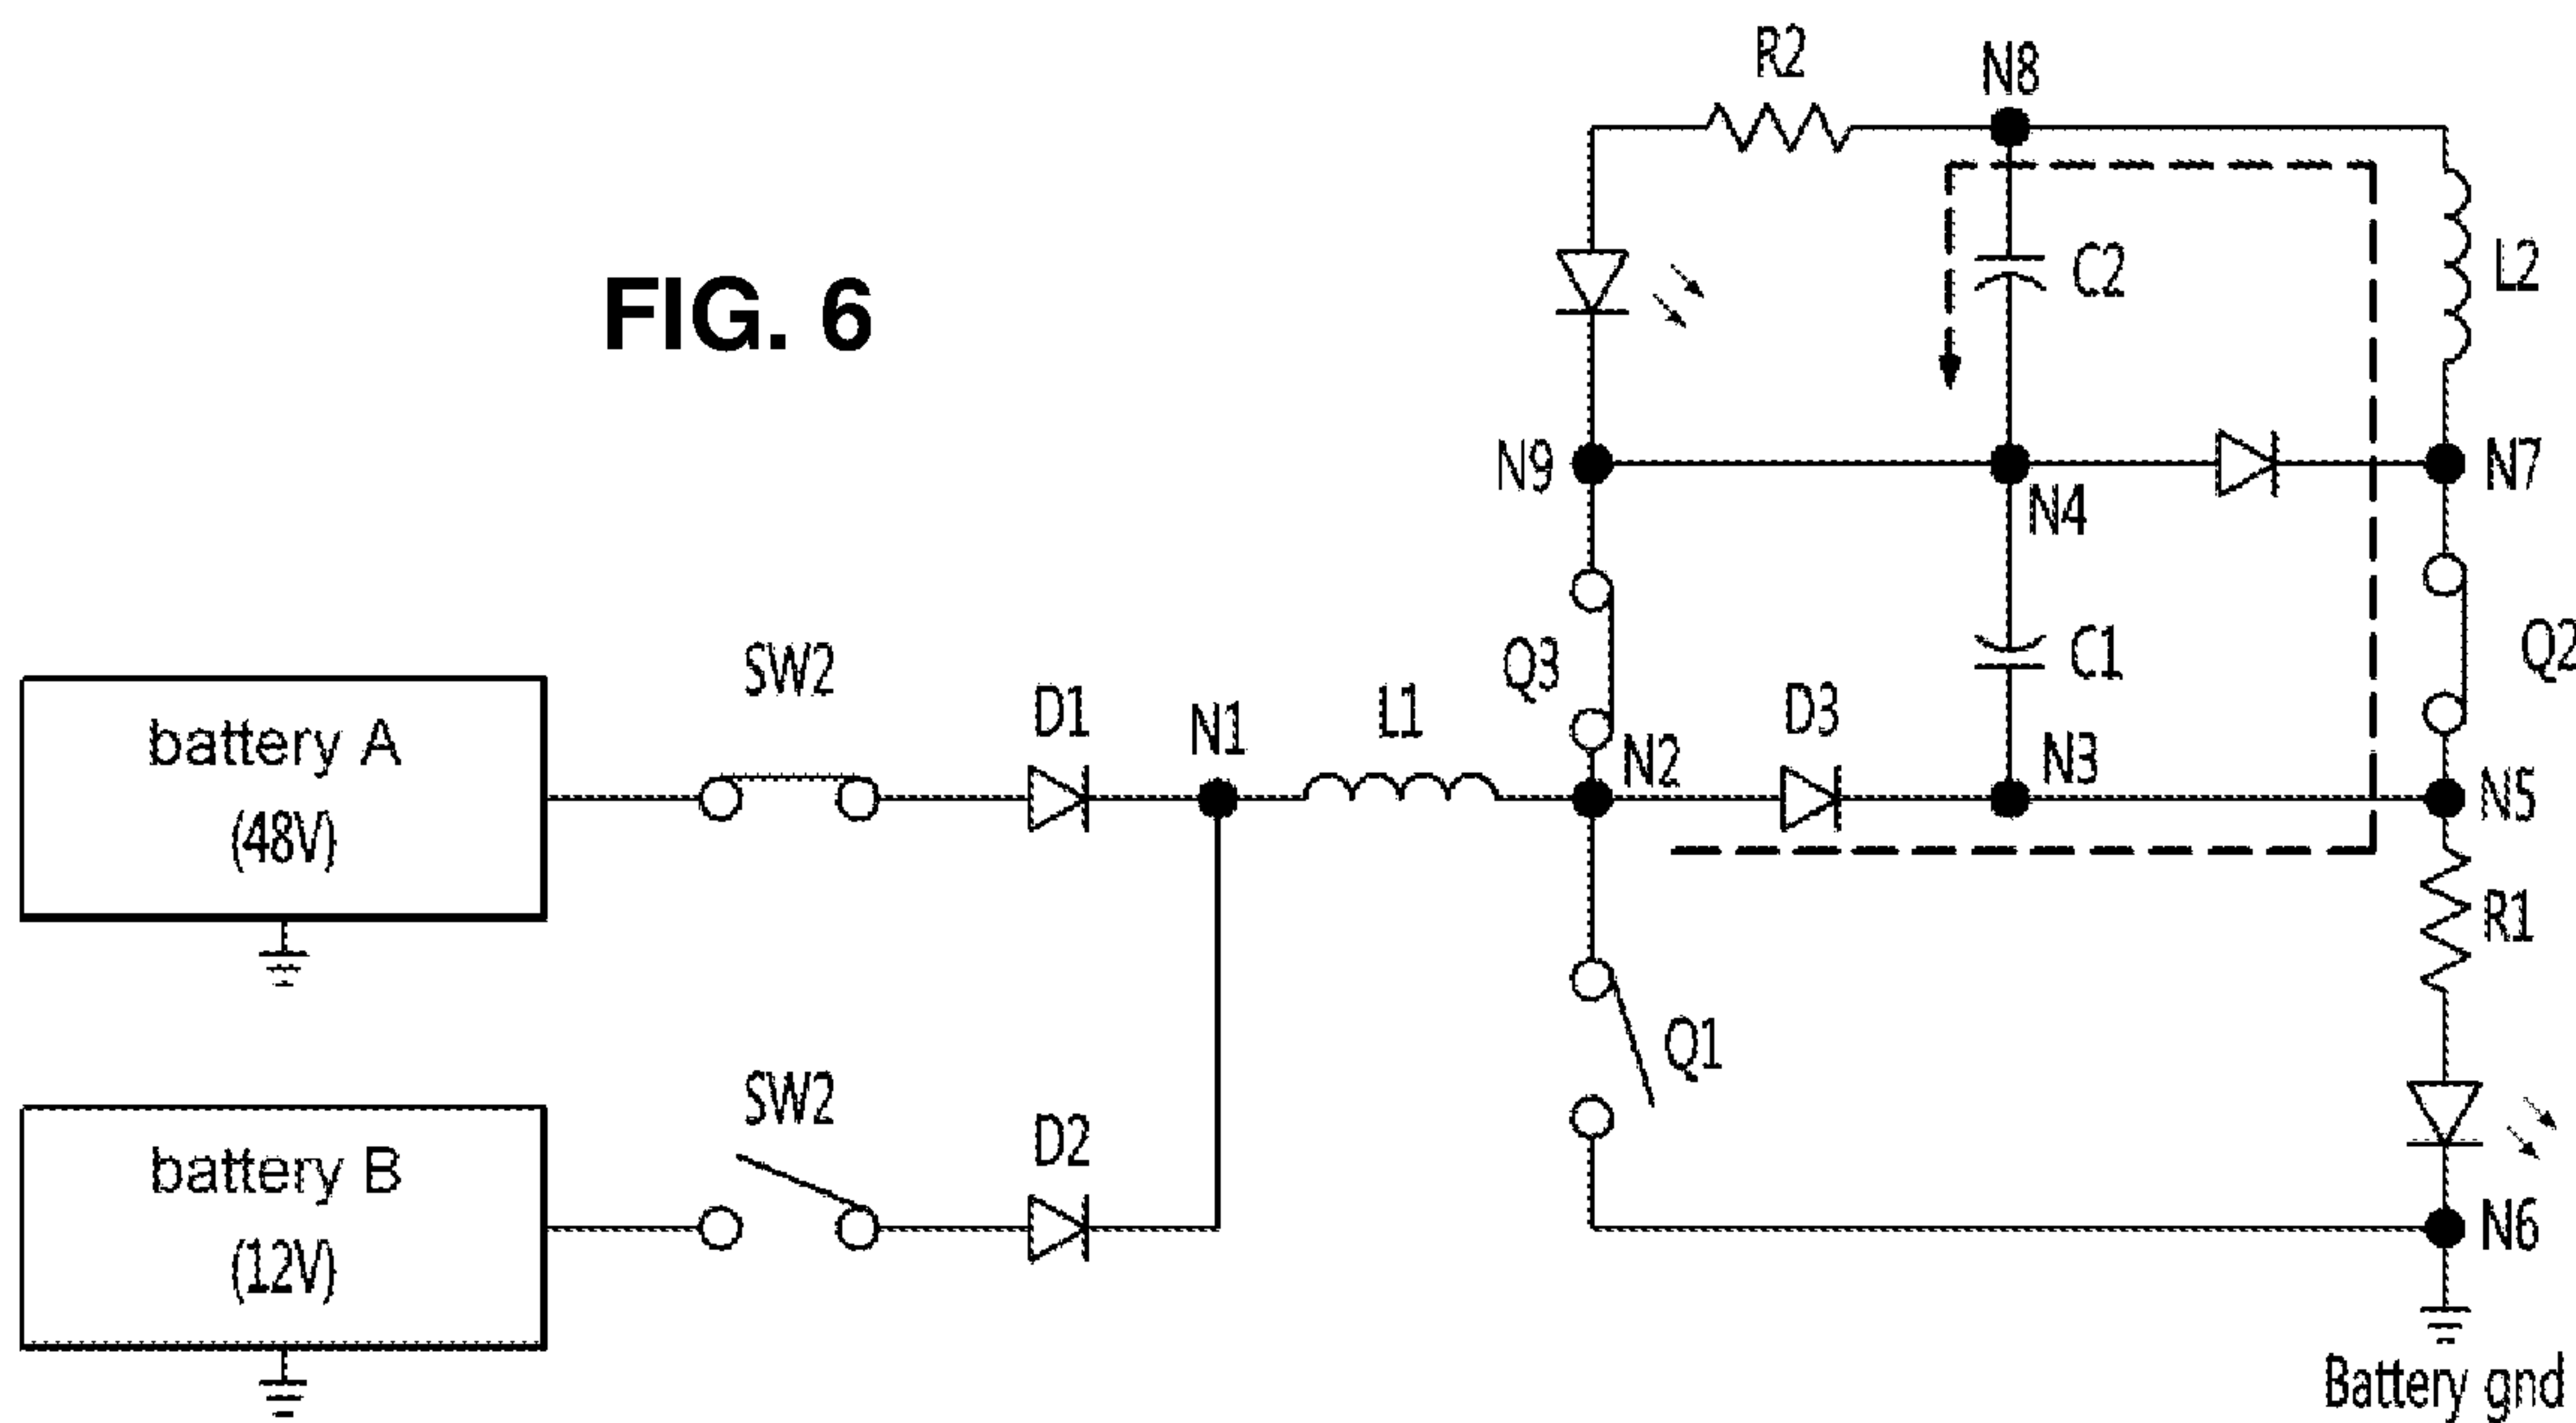 FIG. 6
R2
N8
C2
L2
N9
N4
N7
Q3
C1
Q2
battery A
(48V)
SW2
D1
N1
L1
N2
D3
N3
N5
R1
Q1
battery B
(12V)
SW2
D2
N6
Battery gnd